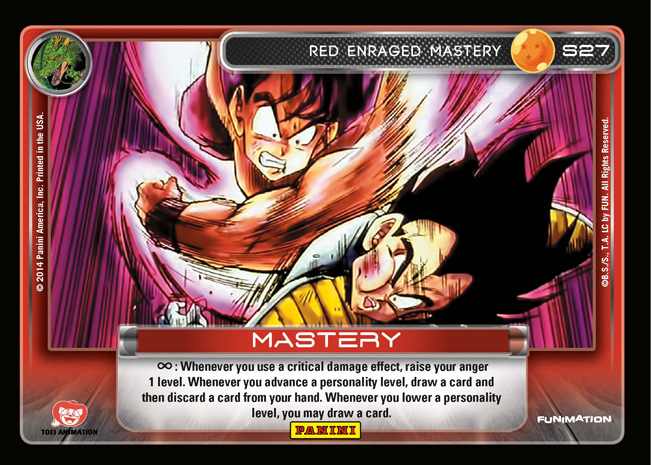 RED ENRAGED MASTERY S27
© 2014 Panini America, Inc. Printed in the USA.
©B.S./S., T.A. LC by FUN. All Rights Reserved.
MASTERY
∞ : Whenever you use a critical damage effect, raise your anger
1 level. Whenever you advance a personality level, draw a card and
then discard a card from your hand. Whenever you lower a personality
level, you may draw a card.
TOEI ANIMATION
PANINI
FUNIMATION